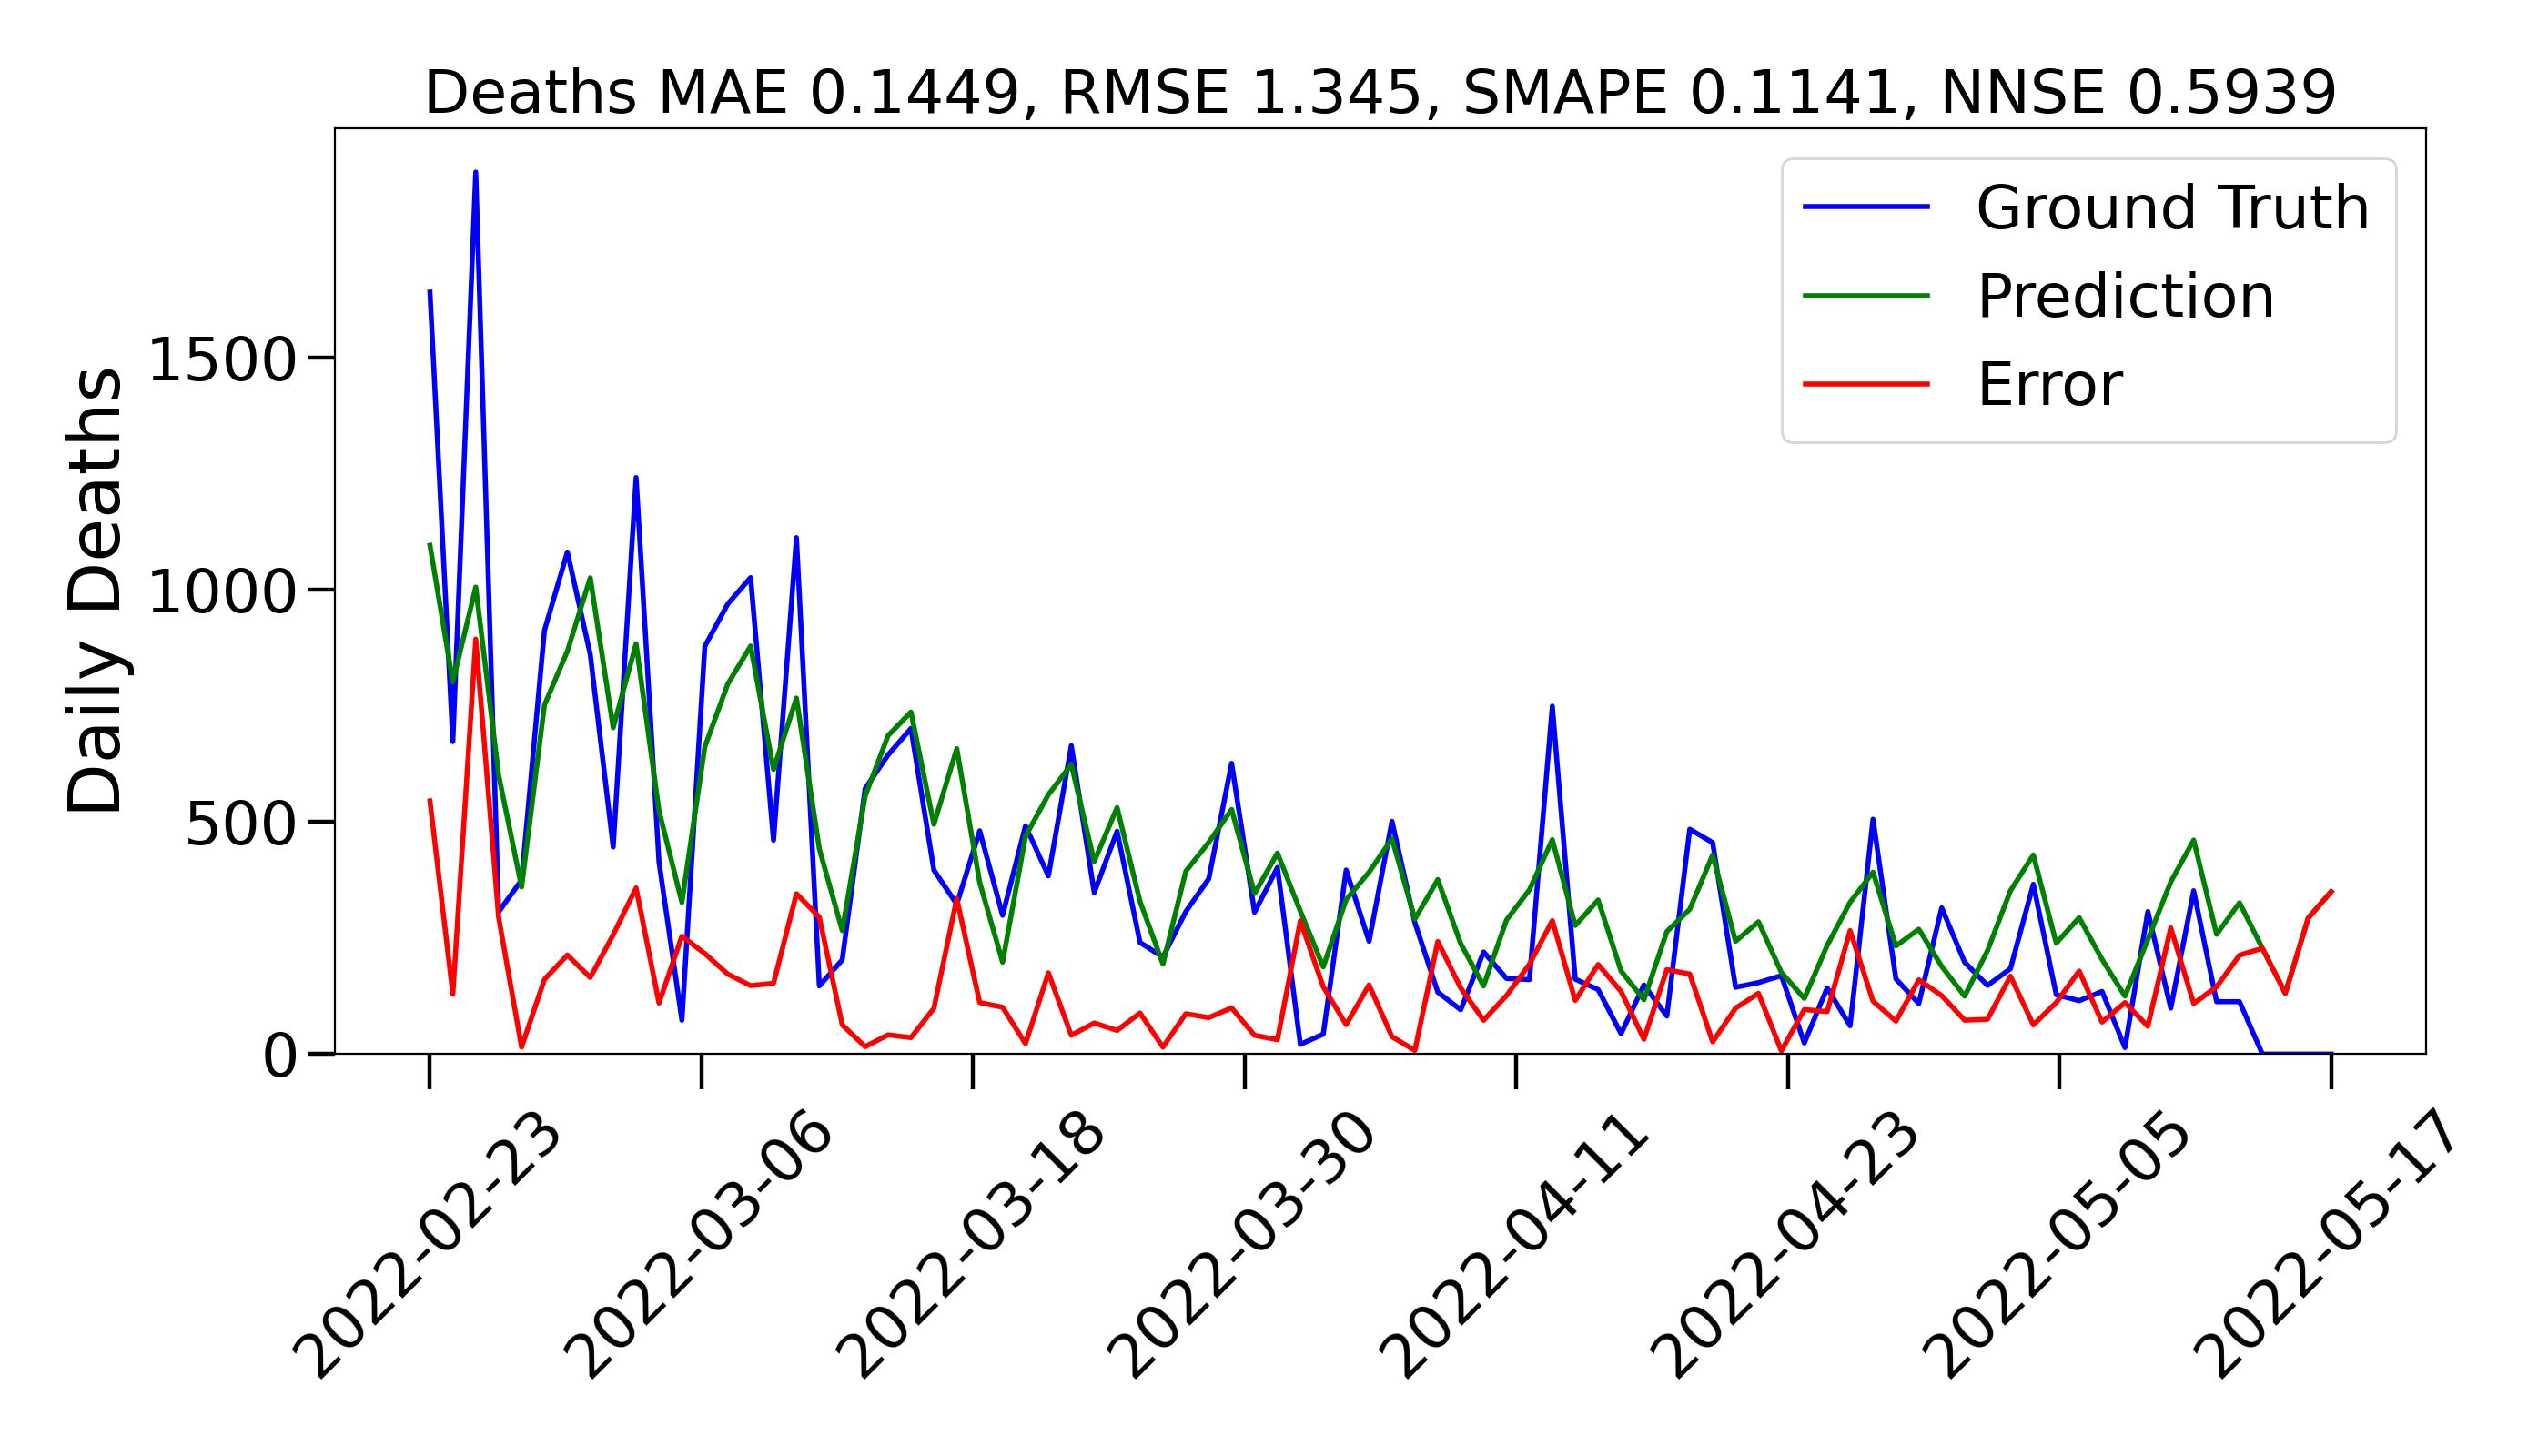 Deaths MAE 0.1449, RMSE 1.345, SMAPE 0.1141, NNSE 0.5939
Ground Truth
Prediction
Error
Daily Deaths
1500
1000
500
0
2022-02-23
2022-03-06
2022-03-18
2022-03-30
2022-04-11
2022-04-23
2022-05-05
2022-05-17